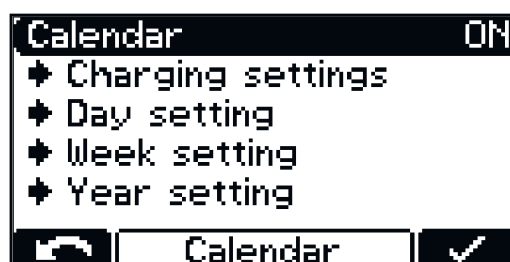 Calendar ON
Charging settings
Day setting
Week setting
Year setting
Calendar